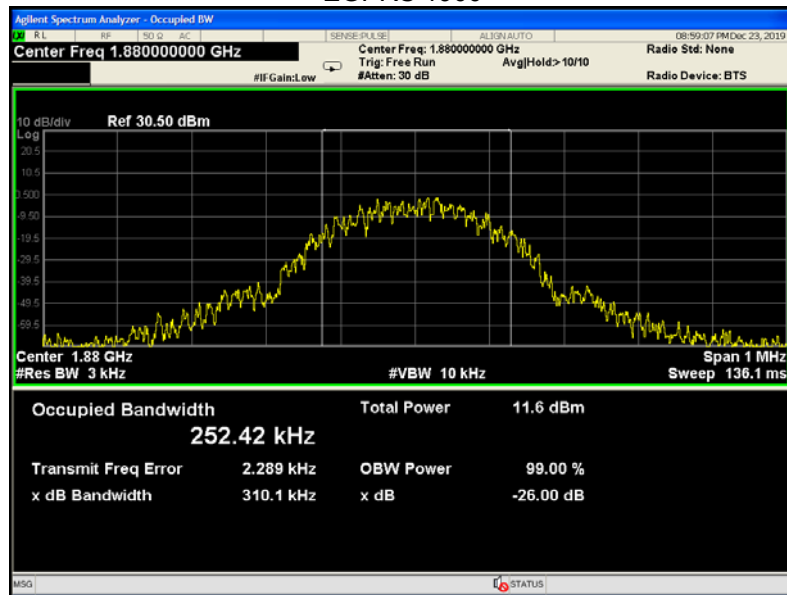 Agilent Spectrum Analyzer - Occupied BW
RL RF 50 Ω AC SENSE:PULSE ALIGN AUTO 08:59:07 PM Dec 23, 2019
Center Freq 1.880000000 GHz
Center Freq: 1.880000000 GHz Radio Std: None
Trig: Free Run Avg|Hold:> 10/10
#IFGain:Low #Atten: 30 dB Radio Device: BTS
10 dB/div Ref 30.50 dBm
Log
20.5
10.5
0.500
-9.50
-19.5
-29.5
-39.5
-49.5
-59.5
Center 1.88 GHz Span 1 MHz
#Res BW 3 kHz #VBW 10 kHz Sweep 136.1 ms
Occupied Bandwidth Total Power 11.6 dBm
252.42 kHz
Transmit Freq Error 2.289 kHz OBW Power 99.00 %
x dB Bandwidth 310.1 kHz x dB -26.00 dB
MSG STATUS